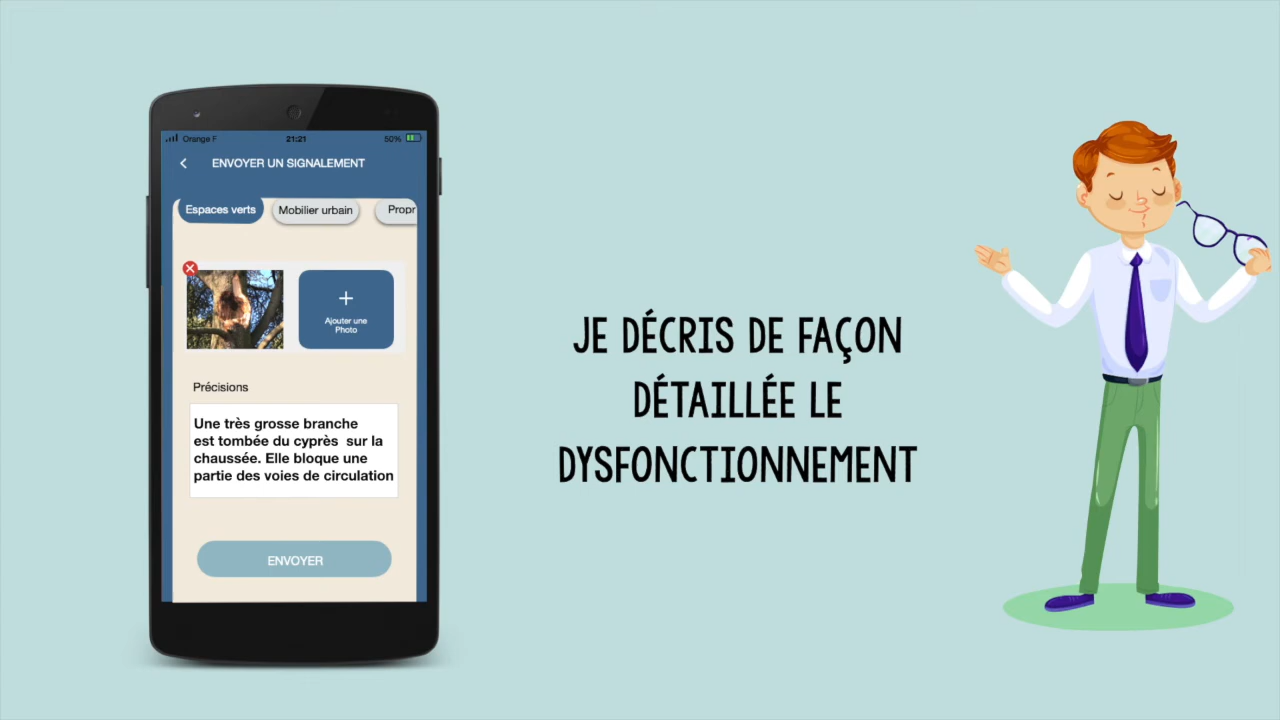 Orange F 21:21 50%
ENVOYER UN SIGNALEMENT
Espaces verts Mobilier urbain Propr
Ajouter une
Photo
Précisions
Une très grosse branche
est tombée du cyprès sur la
chaussée. Elle bloque une
partie des voies de circulation
ENVOYER
JE DÉCRIS DE FAÇON
DÉTAILLÉE LE
DYSFONCTIONNEMENT